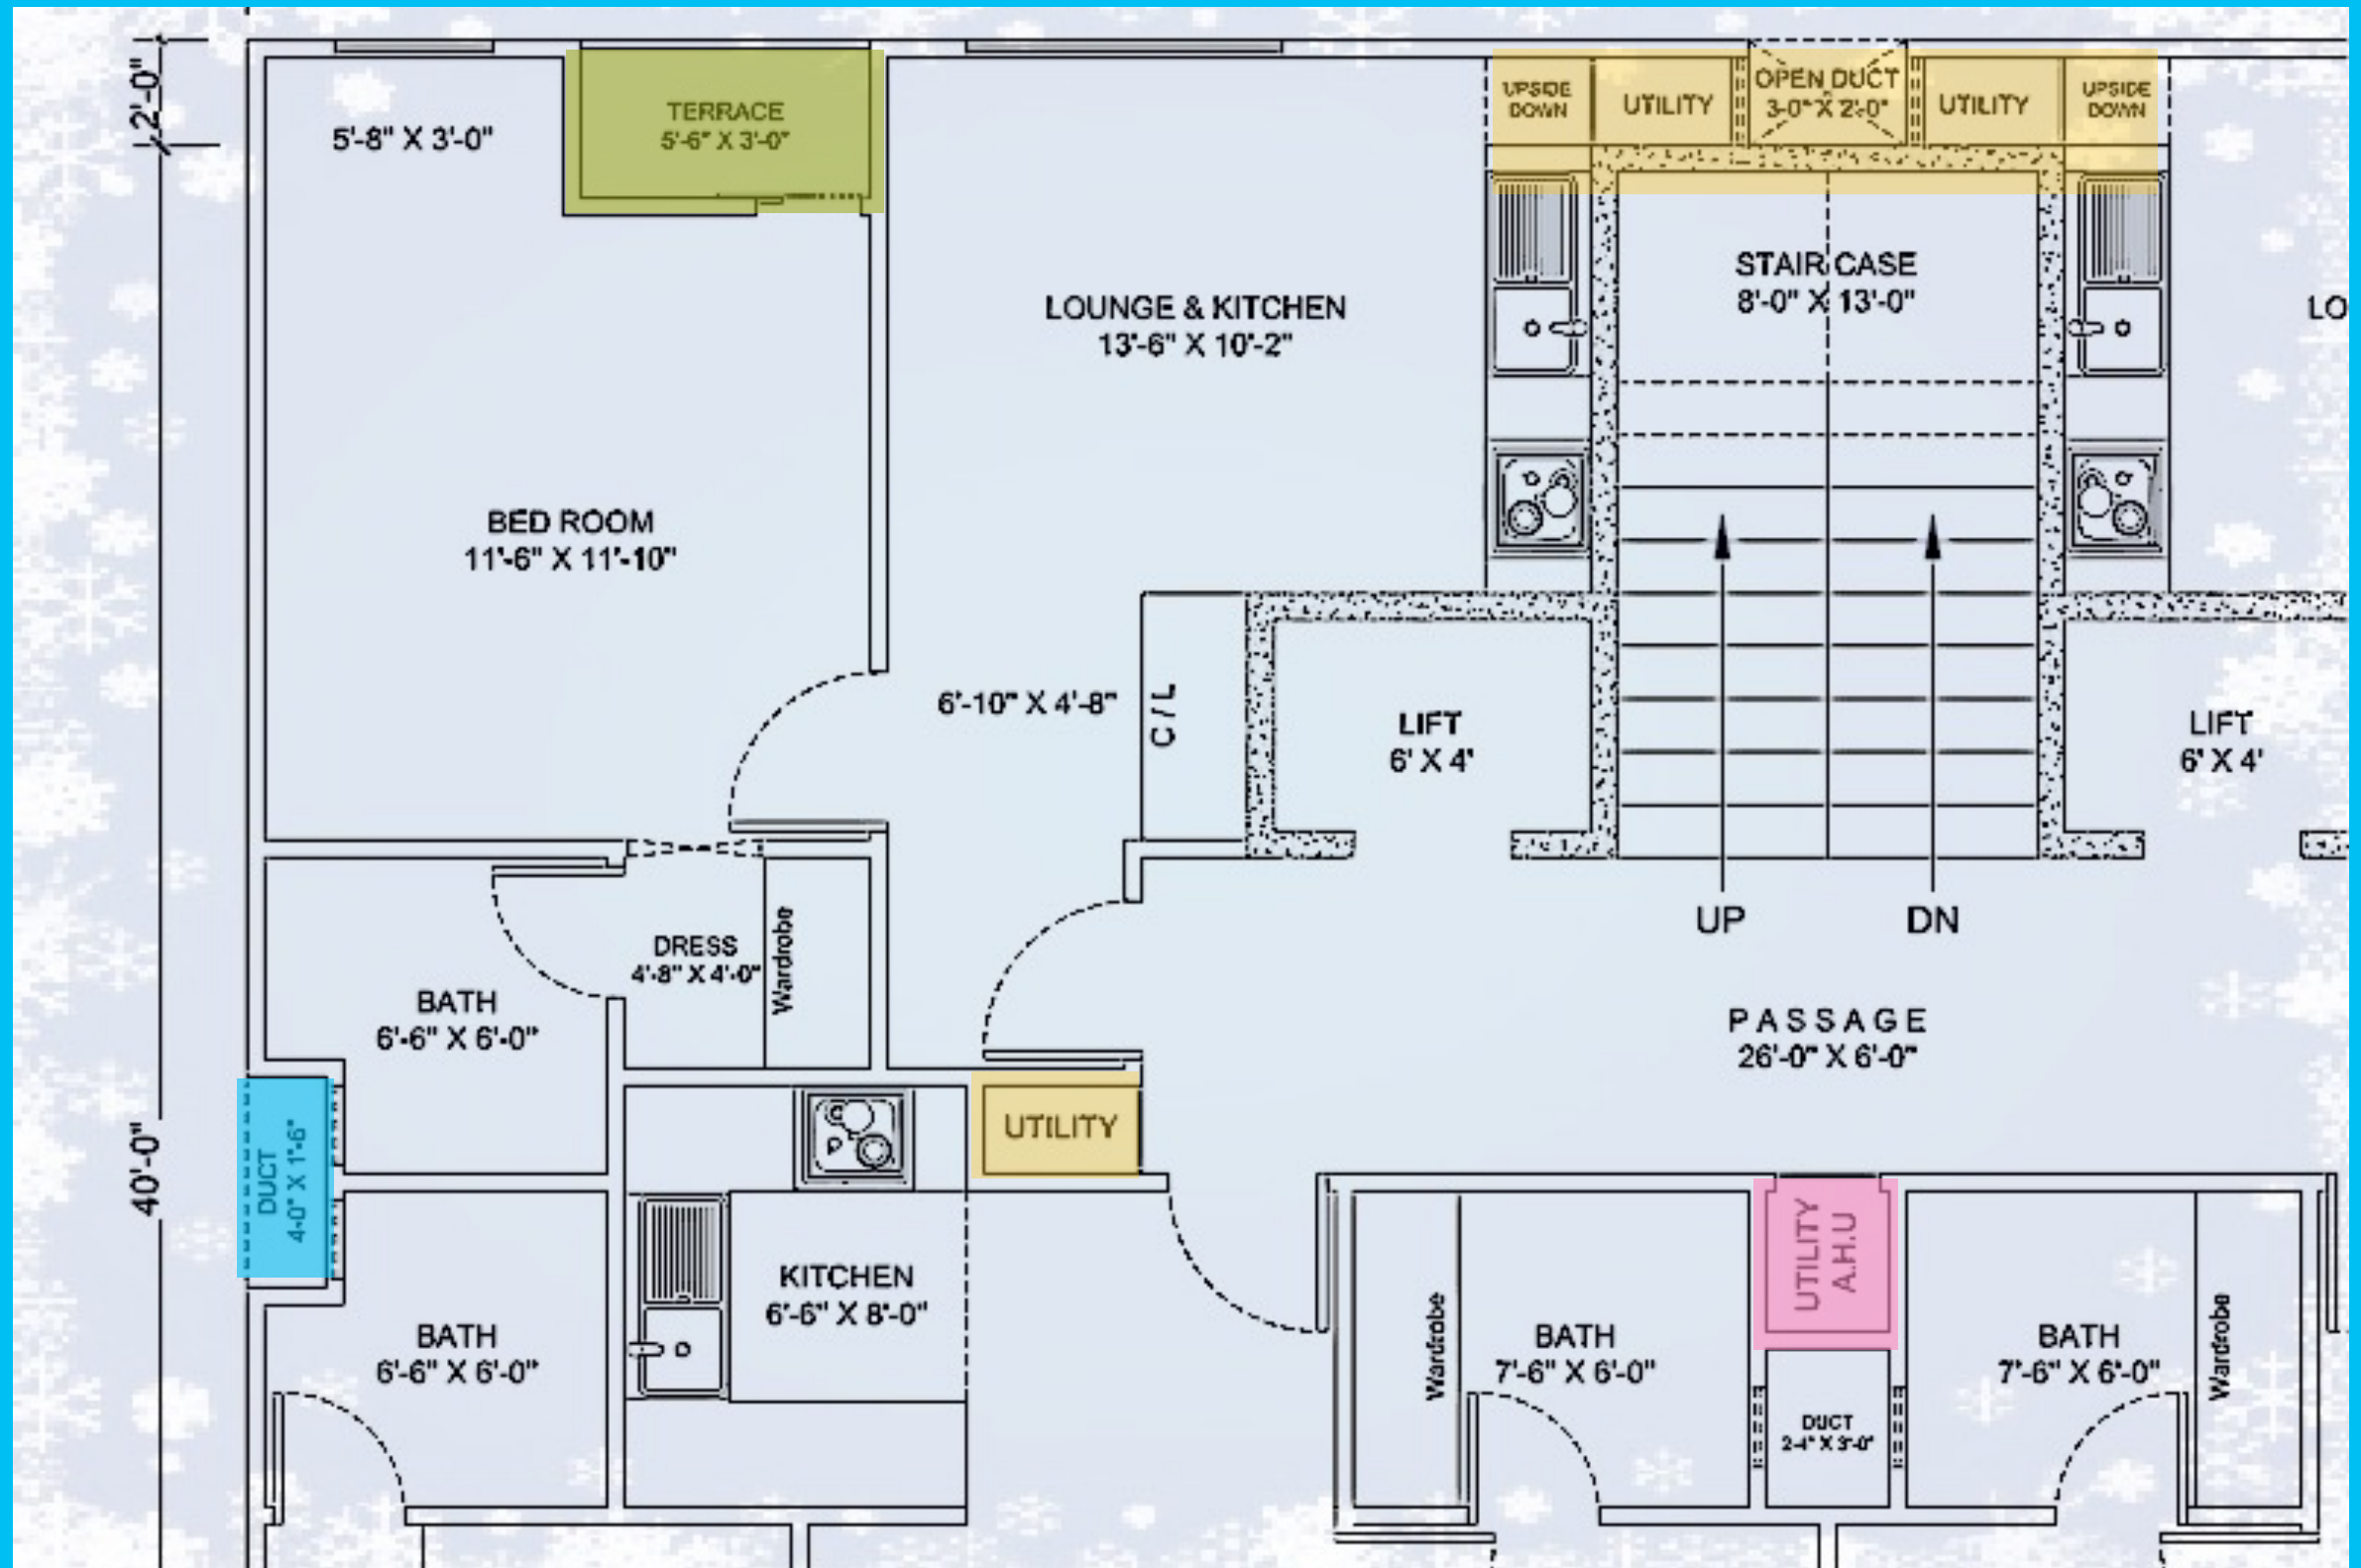 2'-0"
5'-8" X 3'-0"
TERRACE
5'-6" X 3'-0"
UPSIDE
DOWN
UTILITY
OPEN DUCT
3-0" X 2'-0"
UTILITY
UPSIDE
DOWN
STAIR CASE
8'-0" X 13'-0"
LOUNGE & KITCHEN
13'-6" X 10'-2"
LO
BED ROOM
11'-6" X 11'-10"
6'-10" X 4'-8"
C / L
LIFT
6' X 4'
LIFT
6' X 4'
UP
DN
DRESS
4'-8" X 4'-0"
Wardrobe
BATH
6'-6" X 6'-0"
PASSAGE
26'-0" X 6'-0"
40'-0"
DUCT
4-0" X 1'-6"
UTILITY
KITCHEN
6'-6" X 8'-0"
BATH
6'-6" X 6'-0"
Wardrobe
BATH
7'-6" X 6'-0"
UTILITY
A.H.U
DUCT
2-4" X 3'-0"
BATH
7'-6" X 6'-0"
Wardrobe